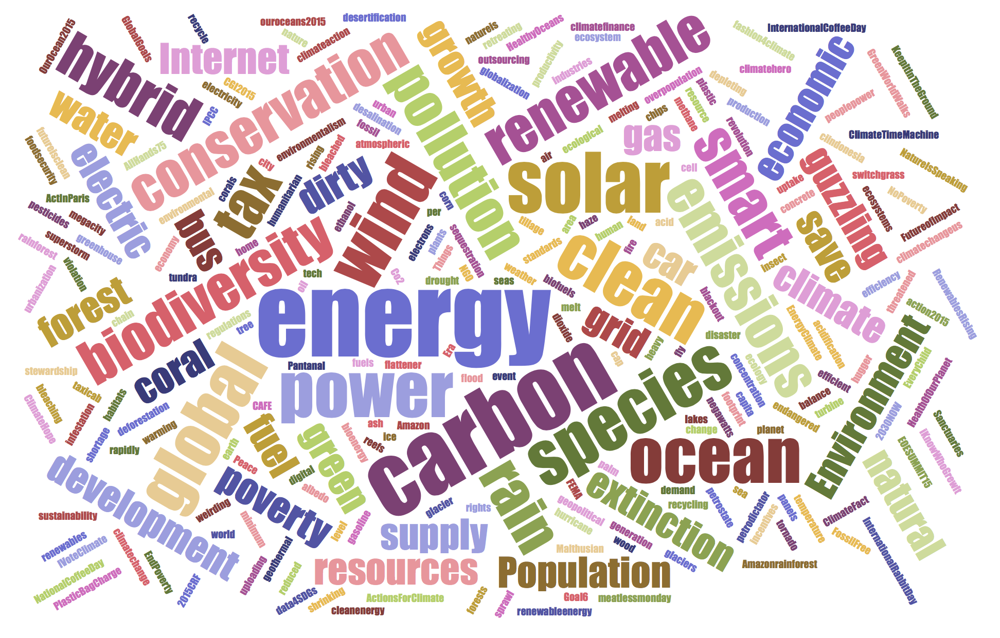 OurOcean2015
GlobalGoals
recycle
ouroceans2015
desertification
nature
climateaction
hybrid
Internet
conservation
growth
natureis
retreating
HealthyOceans
climatefinance
ecosystem
productivity
outsourcing
industries
globalization
renewable
fashion4climate
InternationalCoffeeDay
climatehero
economic
GreenWorldWalks
KeepItInTheGround
CGI2015
electricity
IPCC
water
pollution
urban
desalination
fossil
environmentalism
bleached
rising
atmospheric
overpopulation
plastic
depleting
resource
methane
chips
melting
production
revolution
peoplepower
ClimateTimeMachine
ciindonesia
NatureIsSpeaking
futureisclean
foodsecurity
AllHands75
electric
ecological
air
gas
cell
smart
solar
city
tax
corals
humanitarian
dirty
wind
guzzling
uptake
switchgrass
concrete
ecosystems
NoPoverty
FutureofImpact
climatechangeus
ActInParis
pesticides
megacity
environmental
bus
ethanol
corn
per
emissions
save
rainforest
superstorm
greenhouse
economy
home
biodiversity
electrons
plants
Things
sequestration
NGO
tillage
area
haze
human
land
acid
standards
fire
clean
car
insect
climate
urbanization
violation
tundra
tech
oil
Co2
drought
seas
weather
biofuels
blackout
efficiency
threatened
RenewablesRising
forest
chain
regulations
tree
energy
melt
dioxide
grid
heavy
fly
disaster
EnergyClimate
acidification
action2015
Environment
stewardship
coral
global
Era
Pantanal
fuels
flattener
power
flood
event
cap
carbon
species
concentration
ecology
efficient
hugger
EveryChild
HealthOfOurPlanet
bleaching
ClimateHope
taxicab
infestation
habitats
deforestation
warming
shortage
rapidly
CAFE
fuel
earth
ash
Amazon
ice
reefs
bioenergy
green
footprint
capita
negawatts
endangered
balance
turbine
lakes
change
planet
2030NOW
Sanctuaries
iKnowWhoGrewIt
EOESUMMIT15
ocean
development
Peace
poverty
digital
albedo
rain
palm
FEMA
extinction
demand
recycling
petrostate
sea
natural
sustainability
weirding
glacier
rights
geopolitical
hurricane
generation
petrodictator
incentives
panels
temperature
tornado
ClimateFact
FossilFree
InternationalRabbitDay
renewables
IVoteClimate
climatechange
world
minimum
level
gasoline
supply
Malthusian
wood
glaciers
Amazonrainforest
NationalCoffeeDay
PlasticBagCharge
EndPoverty
2015CRF
uploading
geothermal
reduced
resources
Population
data4SDGs
shrinking
cleanenergy
ActionsForClimate
forests
sprawl
Goal6
meatlessmonday
renewableenergy